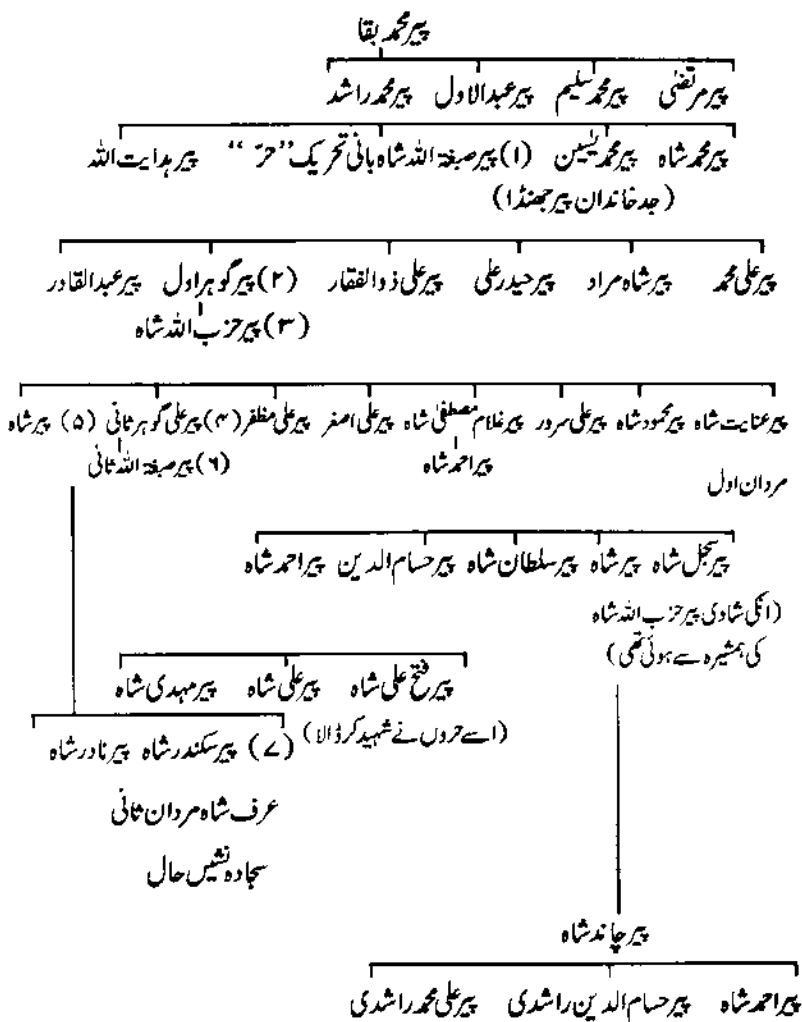 پیر محمد بقا
پیر مرتضیٰ پیر محمد سلیم پیر عبدالاول پیر محمد راشد
پیر محمد شاہ پیر محمد یٰسین (۱) پیر صبغۃ اللہ شاہ بانی تحریک ”حر“ پیر ہدایت اللہ
(جد خاندان پیر جھنڈا)
پیر علی محمد پیر شاہ مراد پیر حیدر علی پیر علی ذوالفقار (۲) پیر گوہر اول پیر عبدالقادر
(۳) پیر حزب اللہ شاہ
پیر عنایت شاہ پیر محمود شاہ پیر علی سرور پیر غلام مصطفیٰ شاہ پیر علی اصغر پیر علی مظفر (۴) پیر علی گوہر ثانی (۵) پیر شاہ
پیر احمد شاہ (۶) پیر صبغۃ اللہ ثانی
مردان اول
پیر سچل شاہ پیر شاہ پیر سلطان شاہ پیر حسام الدین پیر احمد شاہ
(انکی شادی پیر حزب اللہ شاہ
کی ہمشیرہ سے ہوئی تھی)
پیر فتح علی شاہ پیر علی شاہ پیر مہدی شاہ
(اسے حروں نے شہید کر ڈالا)
(۷) پیر سکندر شاہ پیر نادر شاہ
عرف شاہ مردان ثانی
سجادہ نشیں حال
پیر چاند شاہ
پیر احمد شاہ پیر حسام الدین راشدی پیر علی محمد راشدی